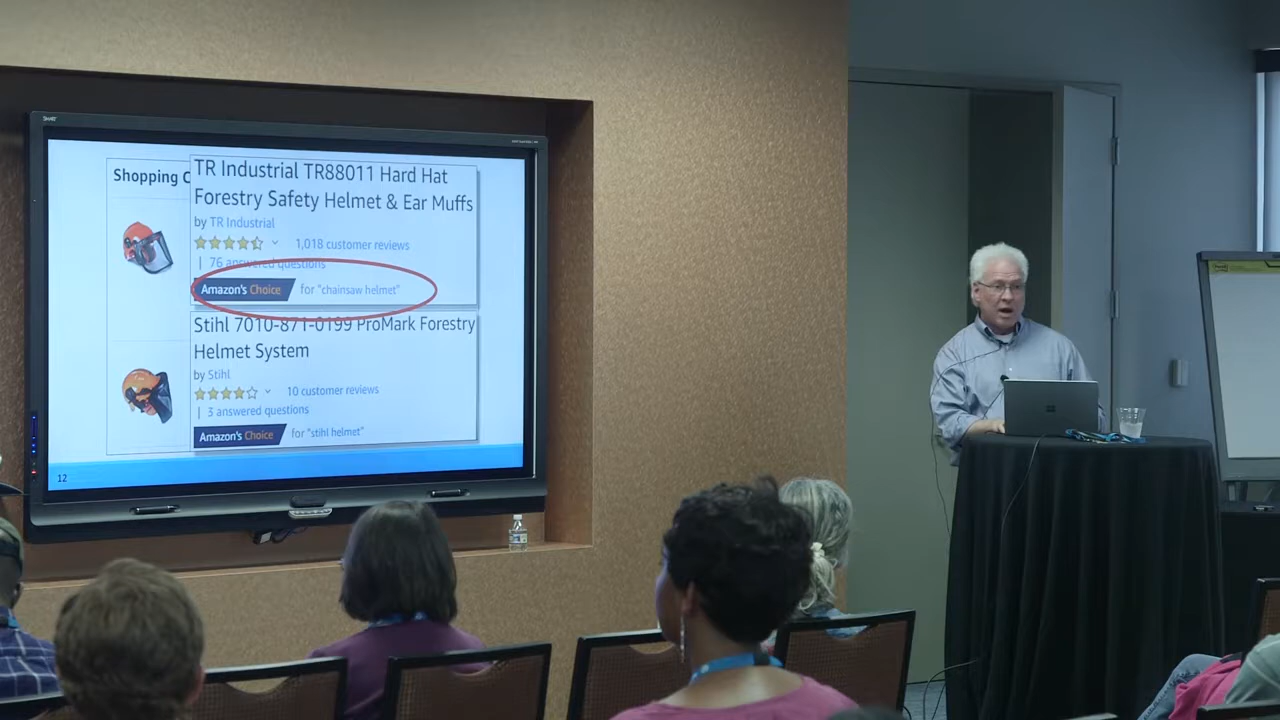 SMART
Shopping C
TR Industrial TR88011 Hard Hat
Forestry Safety Helmet & Ear Muffs
by TR Industrial
1,018 customer reviews
| 76 answered questions
Amazon's Choice for "chainsaw helmet"
Stihl 7010-871-0199 ProMark Forestry
Helmet System
by Stihl
10 customer reviews
| 3 answered questions
Amazon's Choice for "stihl helmet"
12